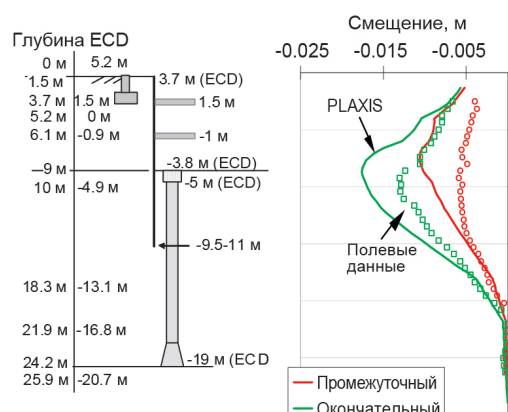 Смещение, м
Глубина ECD
-0.025 -0.015 -0.005
0 м 5.2 м
1.5 м 3.7 м (ECD)
3.7 м 1.5 м 1.5 м
5.2 м 0 м
6.1 м -0.9 м -1 м
PLAXIS
-3.8 м (ECD)
9 м
10 м -4.9 м -5 м (ECD)
-9.5-11 м
Полевые
данные
18.3 м -13.1 м
21.9 м -16.8 м
-19 м (ECD
24.2 м
25.9 м -20.7 м
Промежуточный
Окончательный